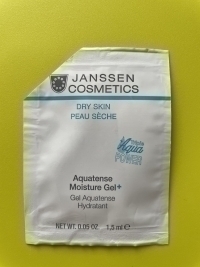 JANSSEN
COSMETICS
DRY SKIN
PEAU SÈCHE
Aqua
Aquatense
Moisture Gel+
Gel Aquatense
Hydratant
NET WT. 0.05 OZ. 1,5 ml ℮